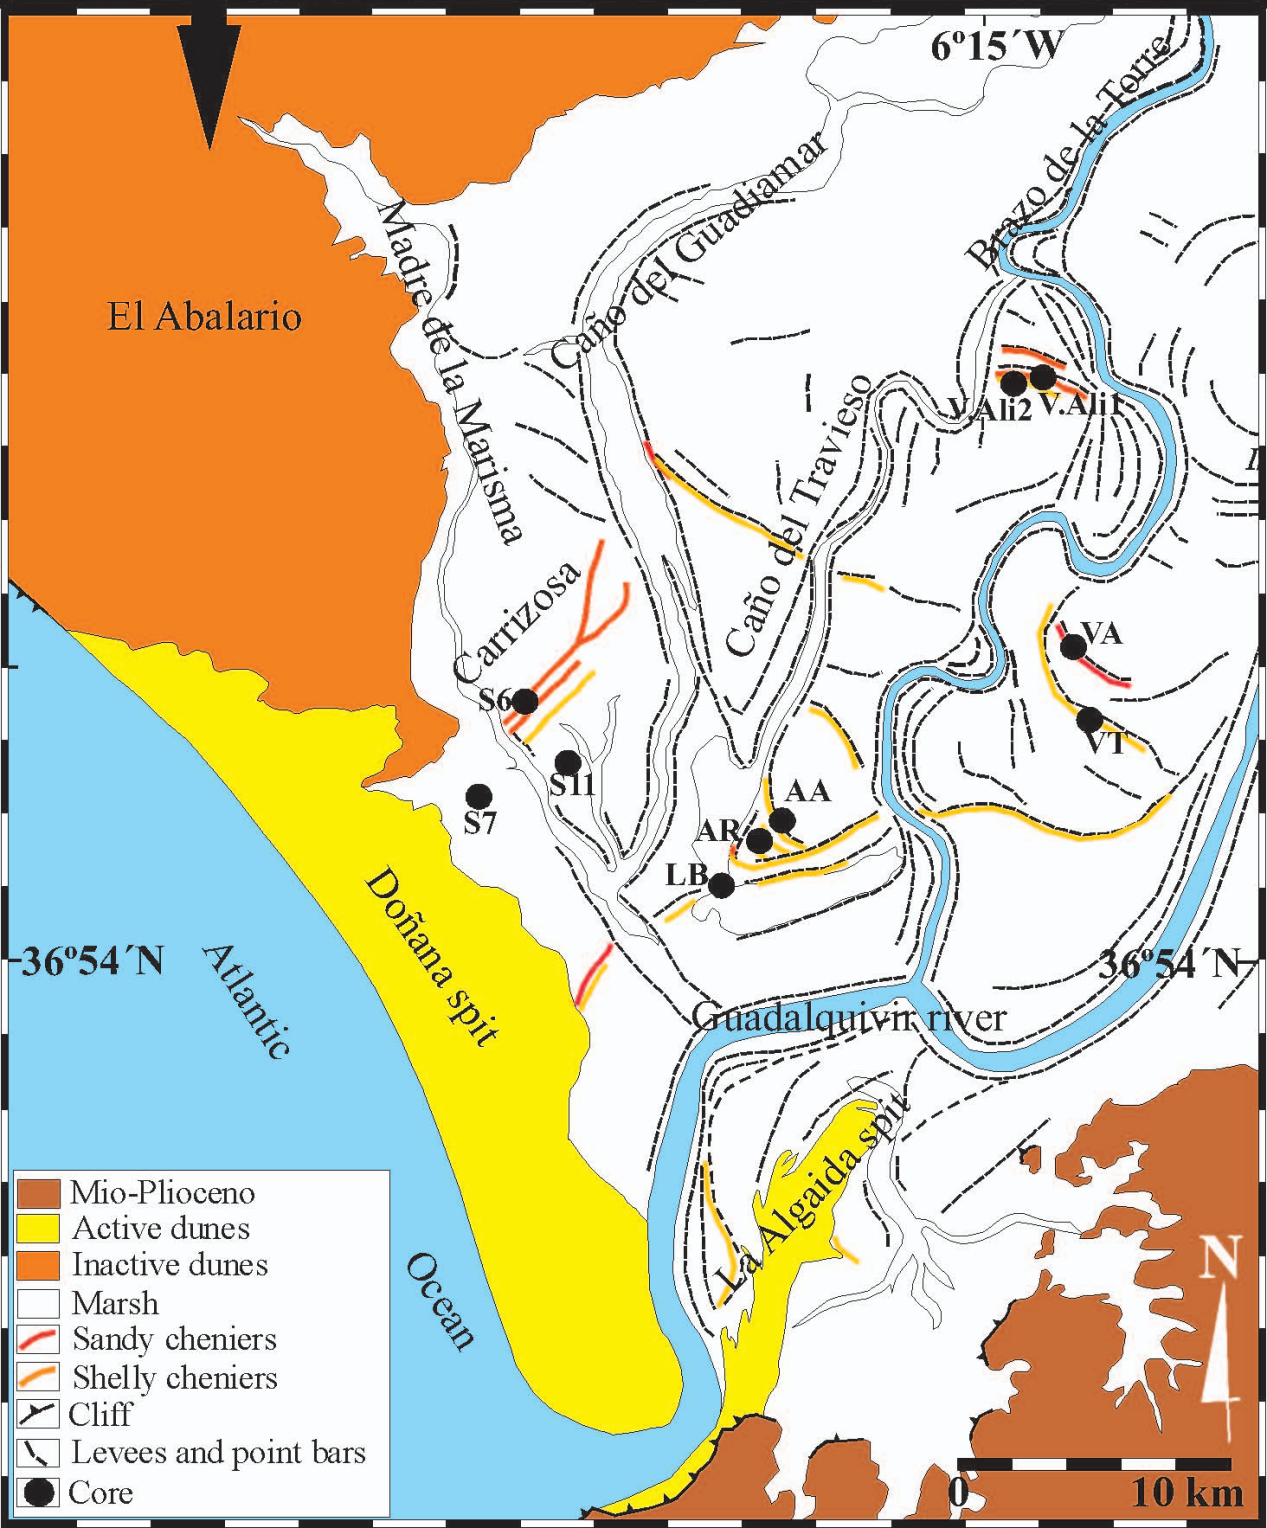 6º15´W
Brazo de la Torre
Caño del Guadiamar
Madre de la Marisma
El Abalario
V.Ali2
V.Ali1
Caño del Travieso
Carrizosa
VA
S6
VT
S11
S7
AA
AR
LB
Doñana spit
36º54´N
36º54´N
Atlantic
Ocean
Guadalquivir river
La Algaida spit
Mio-Plioceno
Active dunes
Inactive dunes
Marsh
Sandy cheniers
Shelly cheniers
Cliff
Levees and point bars
Core
N
0
10 km